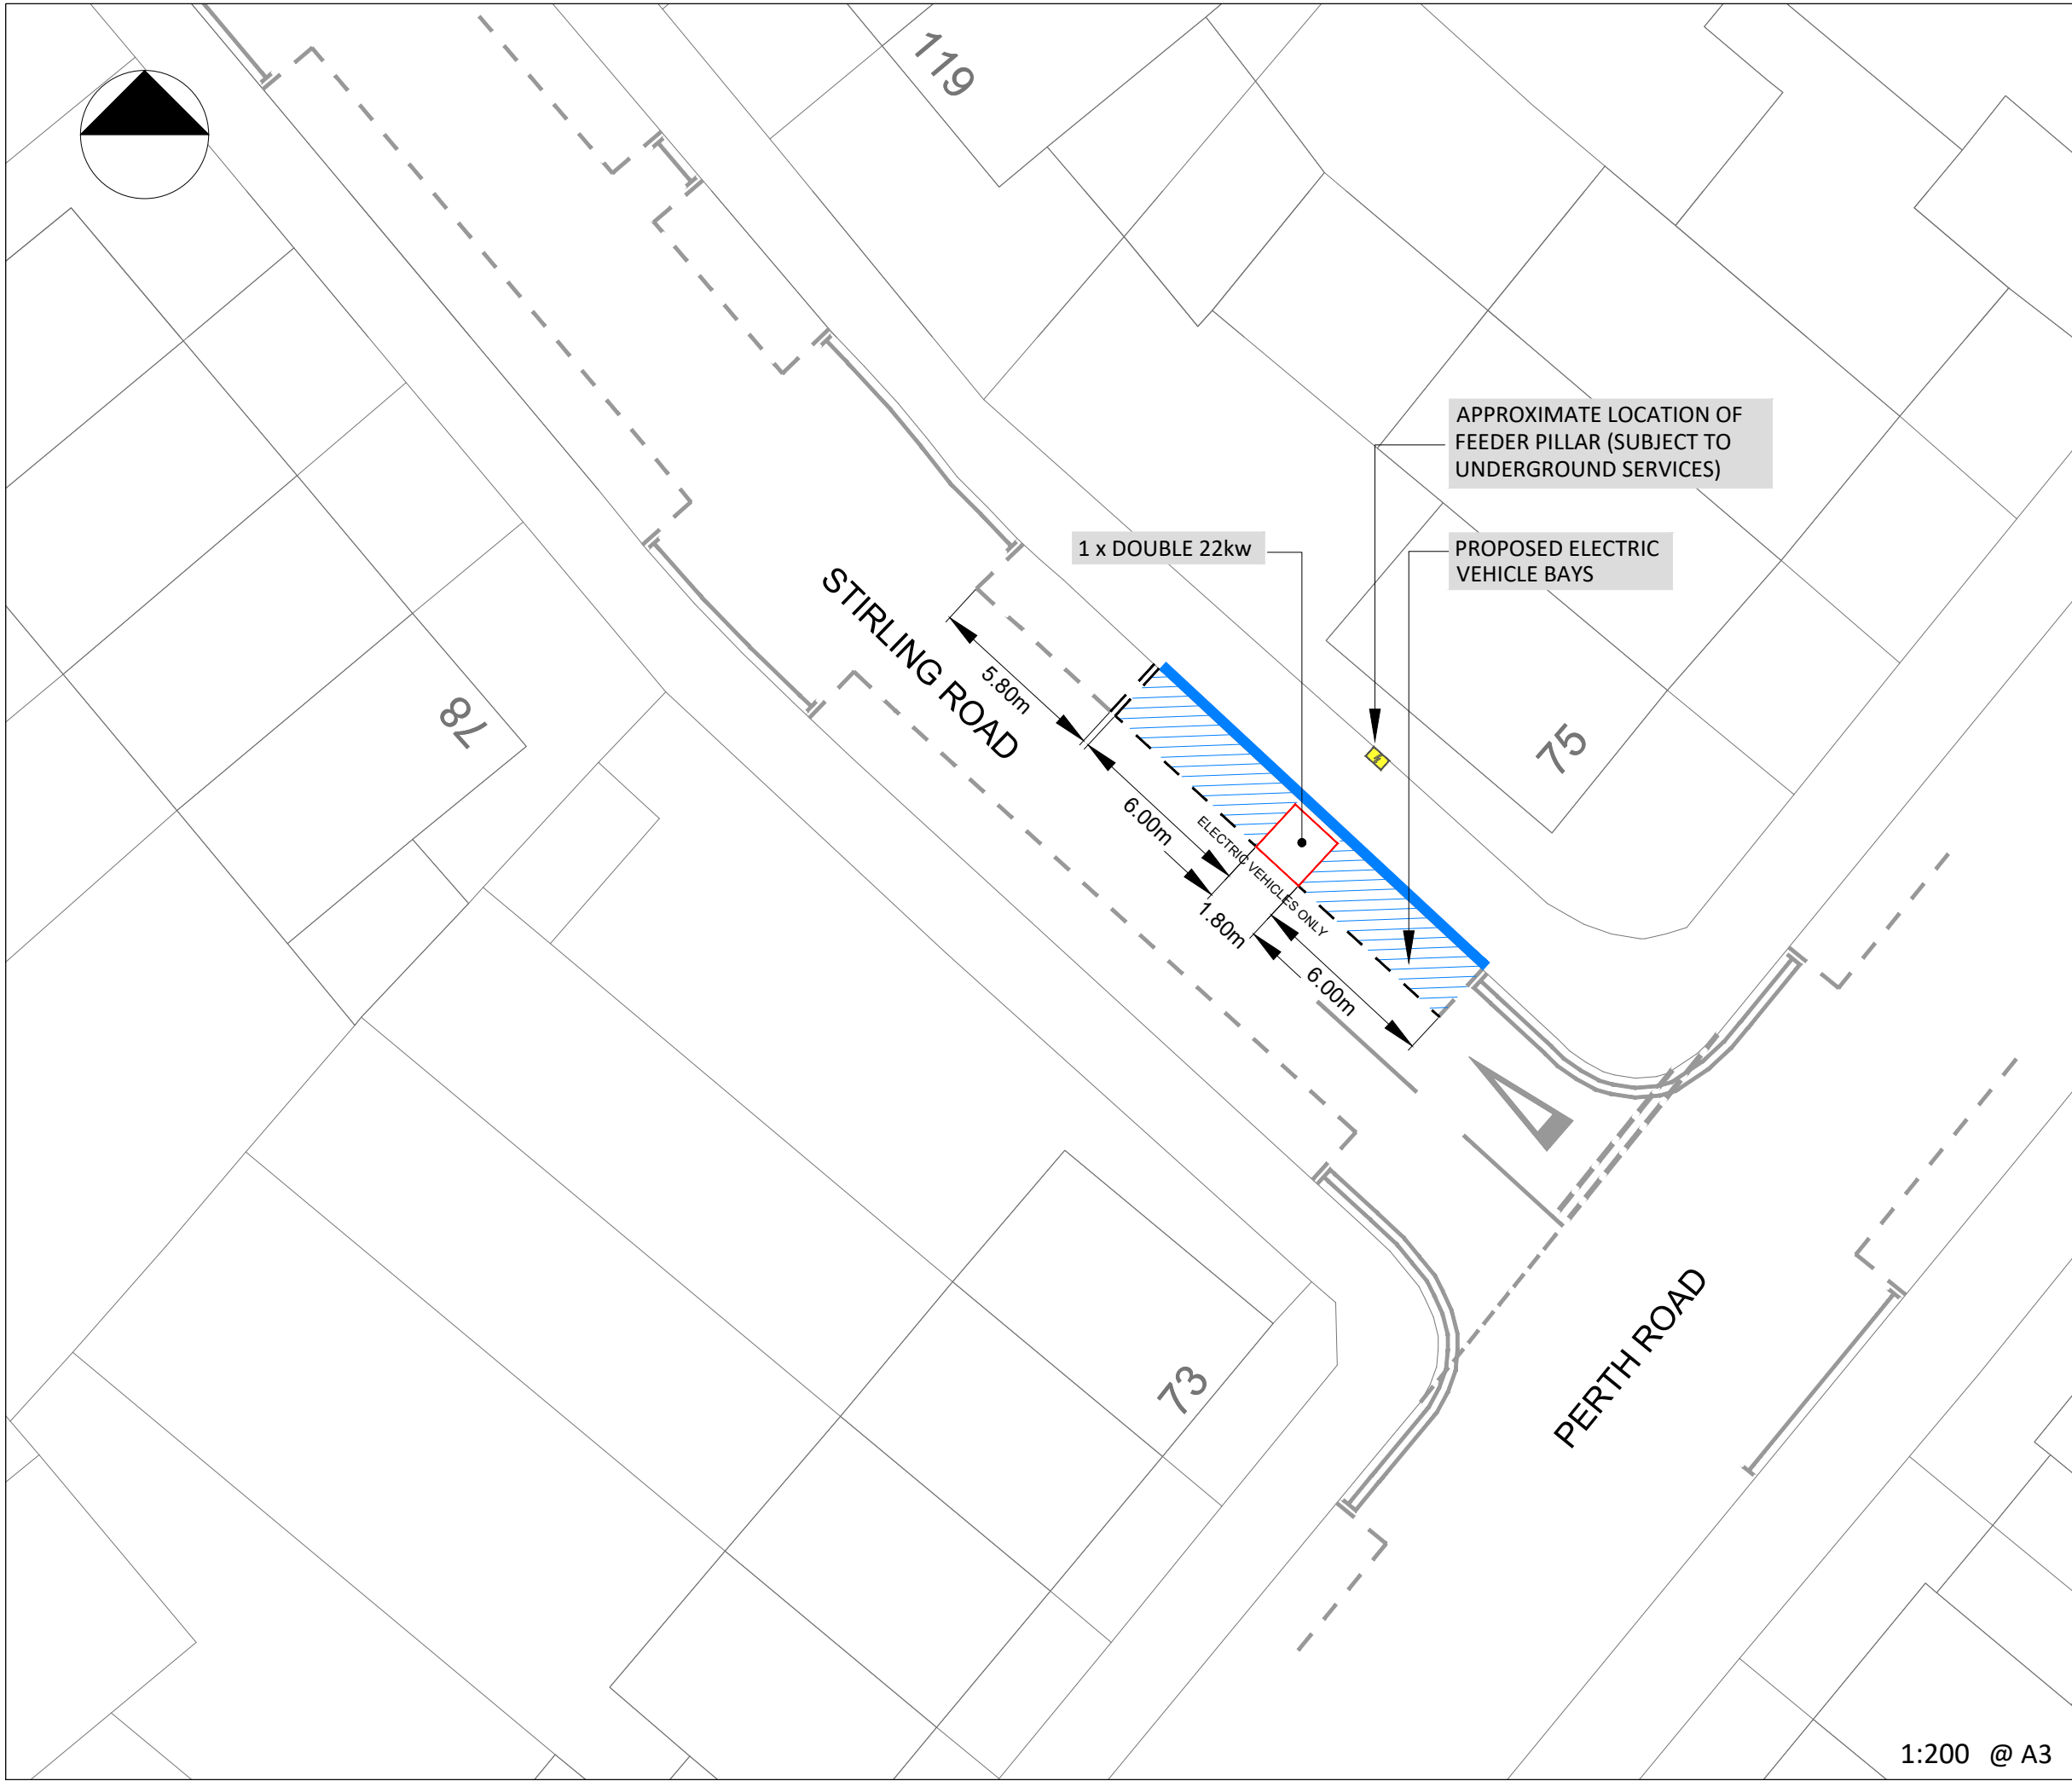 119
APPROXIMATE LOCATION OF
FEEDER PILLAR (SUBJECT TO
UNDERGROUND SERVICES)
1 x DOUBLE 22kw
PROPOSED ELECTRIC
VEHICLE BAYS
STIRLING ROAD
5.80m
78
75
6.00m
ELECTRIC VEHICLES ONLY
1.80m
6.00m
73
PERTH ROAD
1:200 @ A3